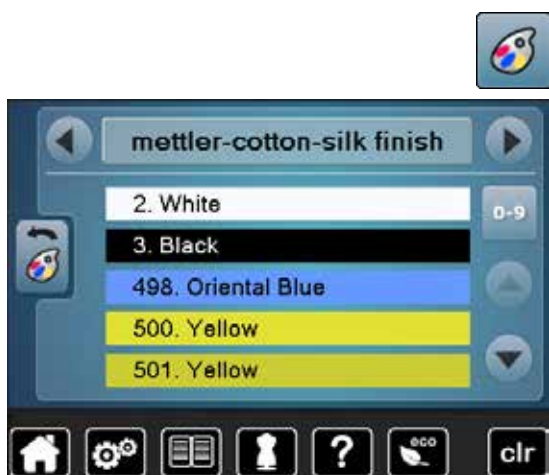 mettler-cotton-silk finish
2. White
0-9
3. Black
498. Oriental Blue
500. Yellow
501. Yellow
?
eco
clr